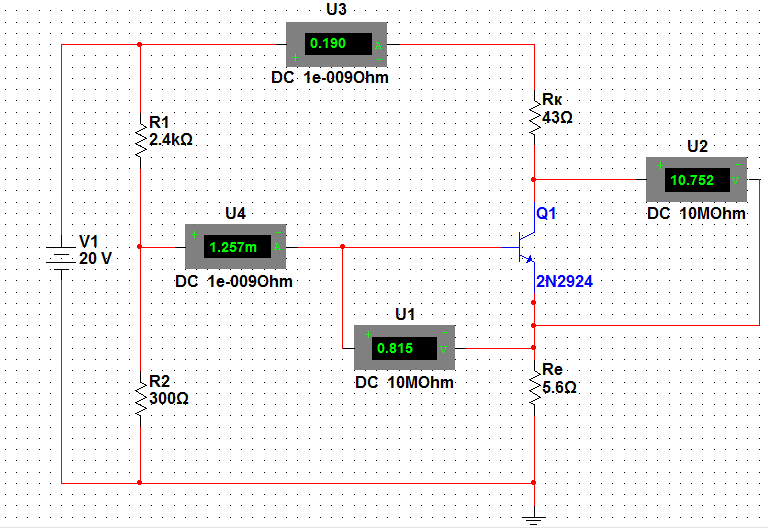 U3
0.190 A
+ −
DC 1e-009Ohm
R1
2.4kΩ
Rк
43Ω
U2
+ −
10.752 V
DC 10MOhm
U4
+ −
1.257m A
DC 1e-009Ohm
Q1
2N2924
V1
20 V
U1
+ −
0.815 V
DC 10MOhm
R2
300Ω
Re
5.6Ω